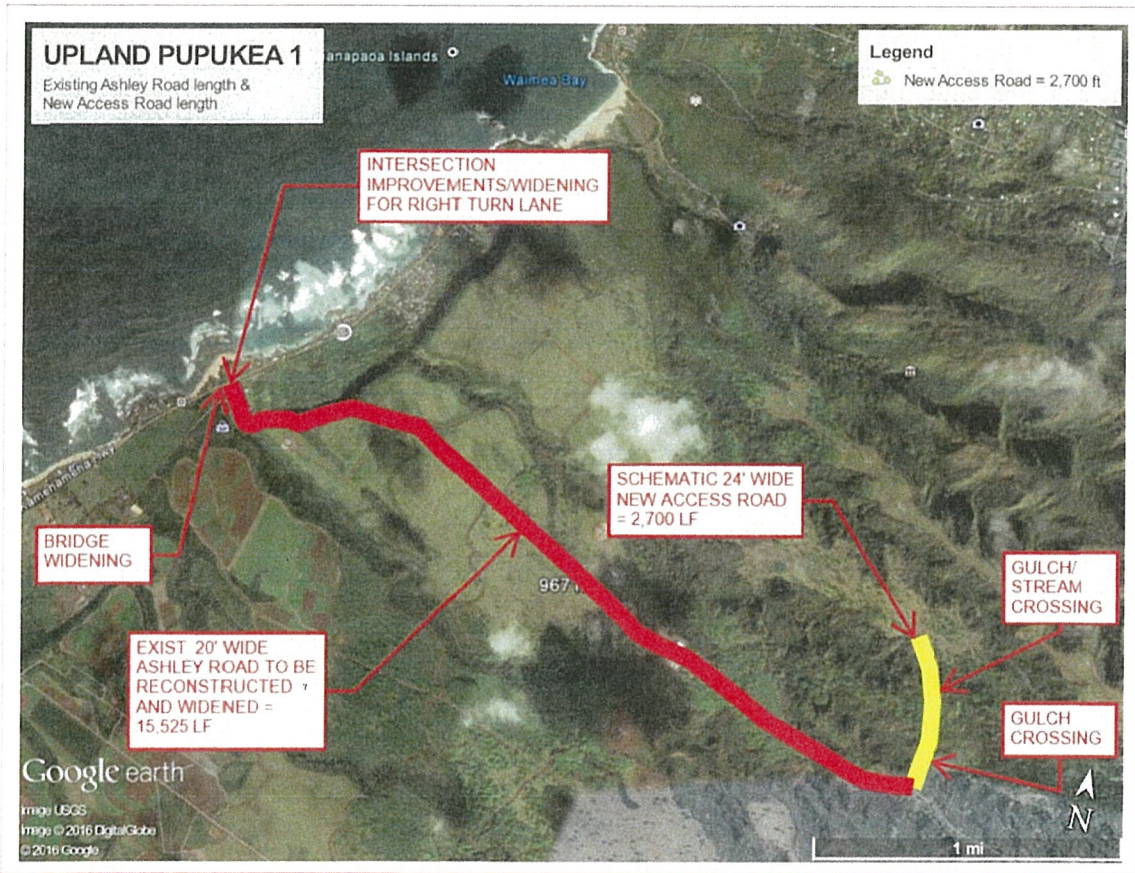 UPLAND PUPUKEA 1
Existing Ashley Road length &
New Access Road length
anapaoa Islands
Waimea Bay
Legend
New Access Road = 2,700 ft
INTERSECTION
IMPROVEMENTS/WIDENING
FOR RIGHT TURN LANE
SCHEMATIC 24' WIDE
NEW ACCESS ROAD
= 2,700 LF
BRIDGE
WIDENING
GULCH/
STREAM
CROSSING
EXIST 20' WIDE
ASHLEY ROAD TO BE
RECONSTRUCTED
AND WIDENED =
15,525 LF
GULCH
CROSSING
Google earth
Image USGS
Image © 2016 DigitalGlobe
© 2016 Google
N
1 mi